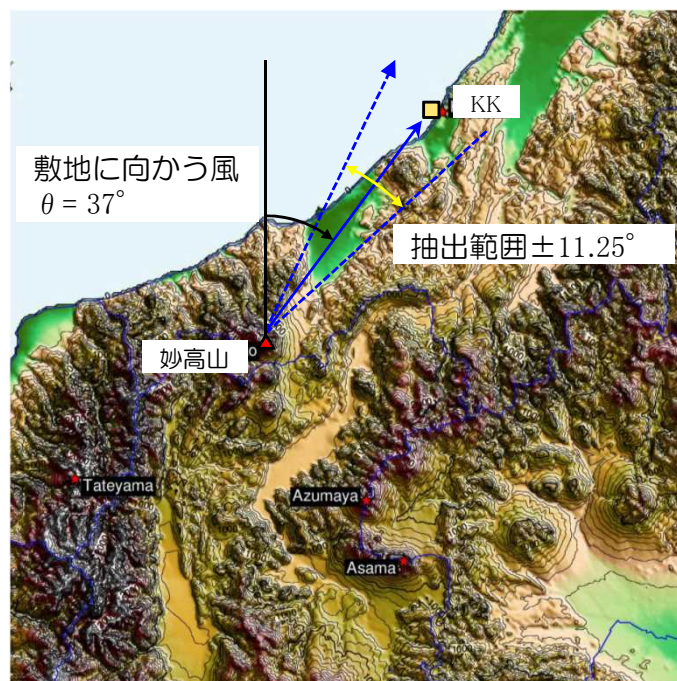 KK
敷地に向かう風
θ = 37°
抽出範囲±11.25°
妙高山
Tateyama
Azumaya
Asama